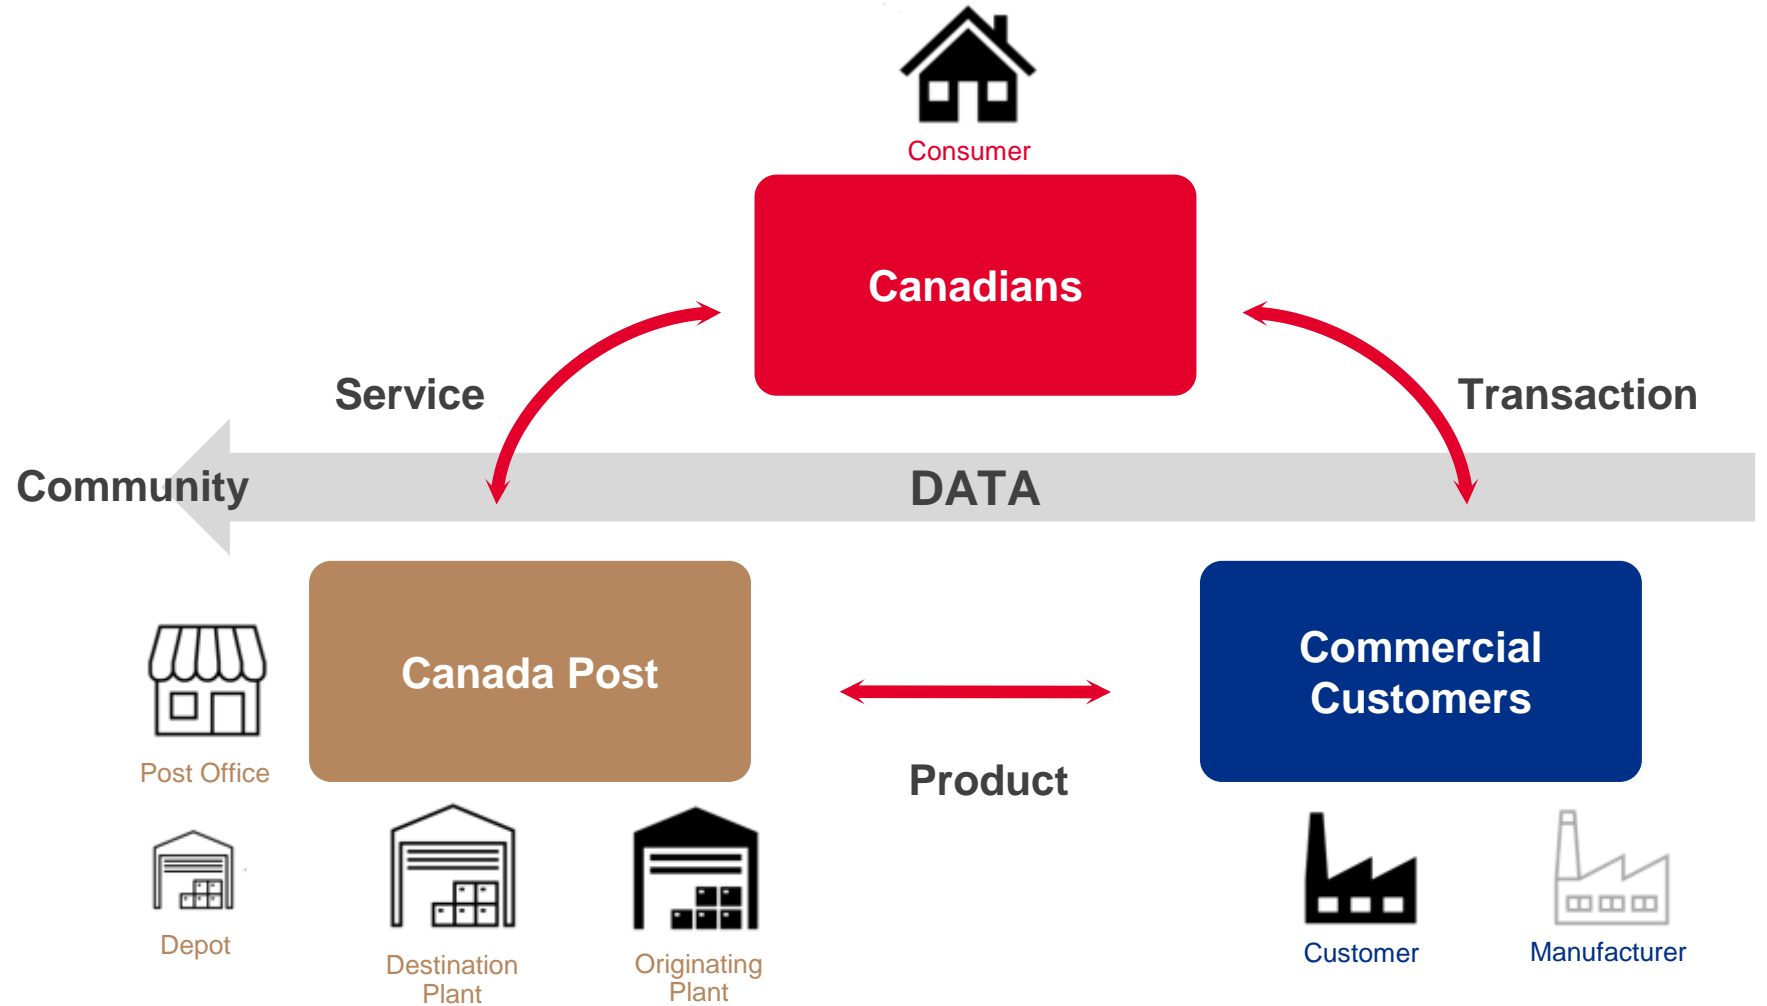 Consumer
Canadians
Service
Transaction
Community
DATA
Canada Post
Commercial
Customers
Post Office
Product
Depot
Destination
Plant
Originating
Plant
Customer
Manufacturer